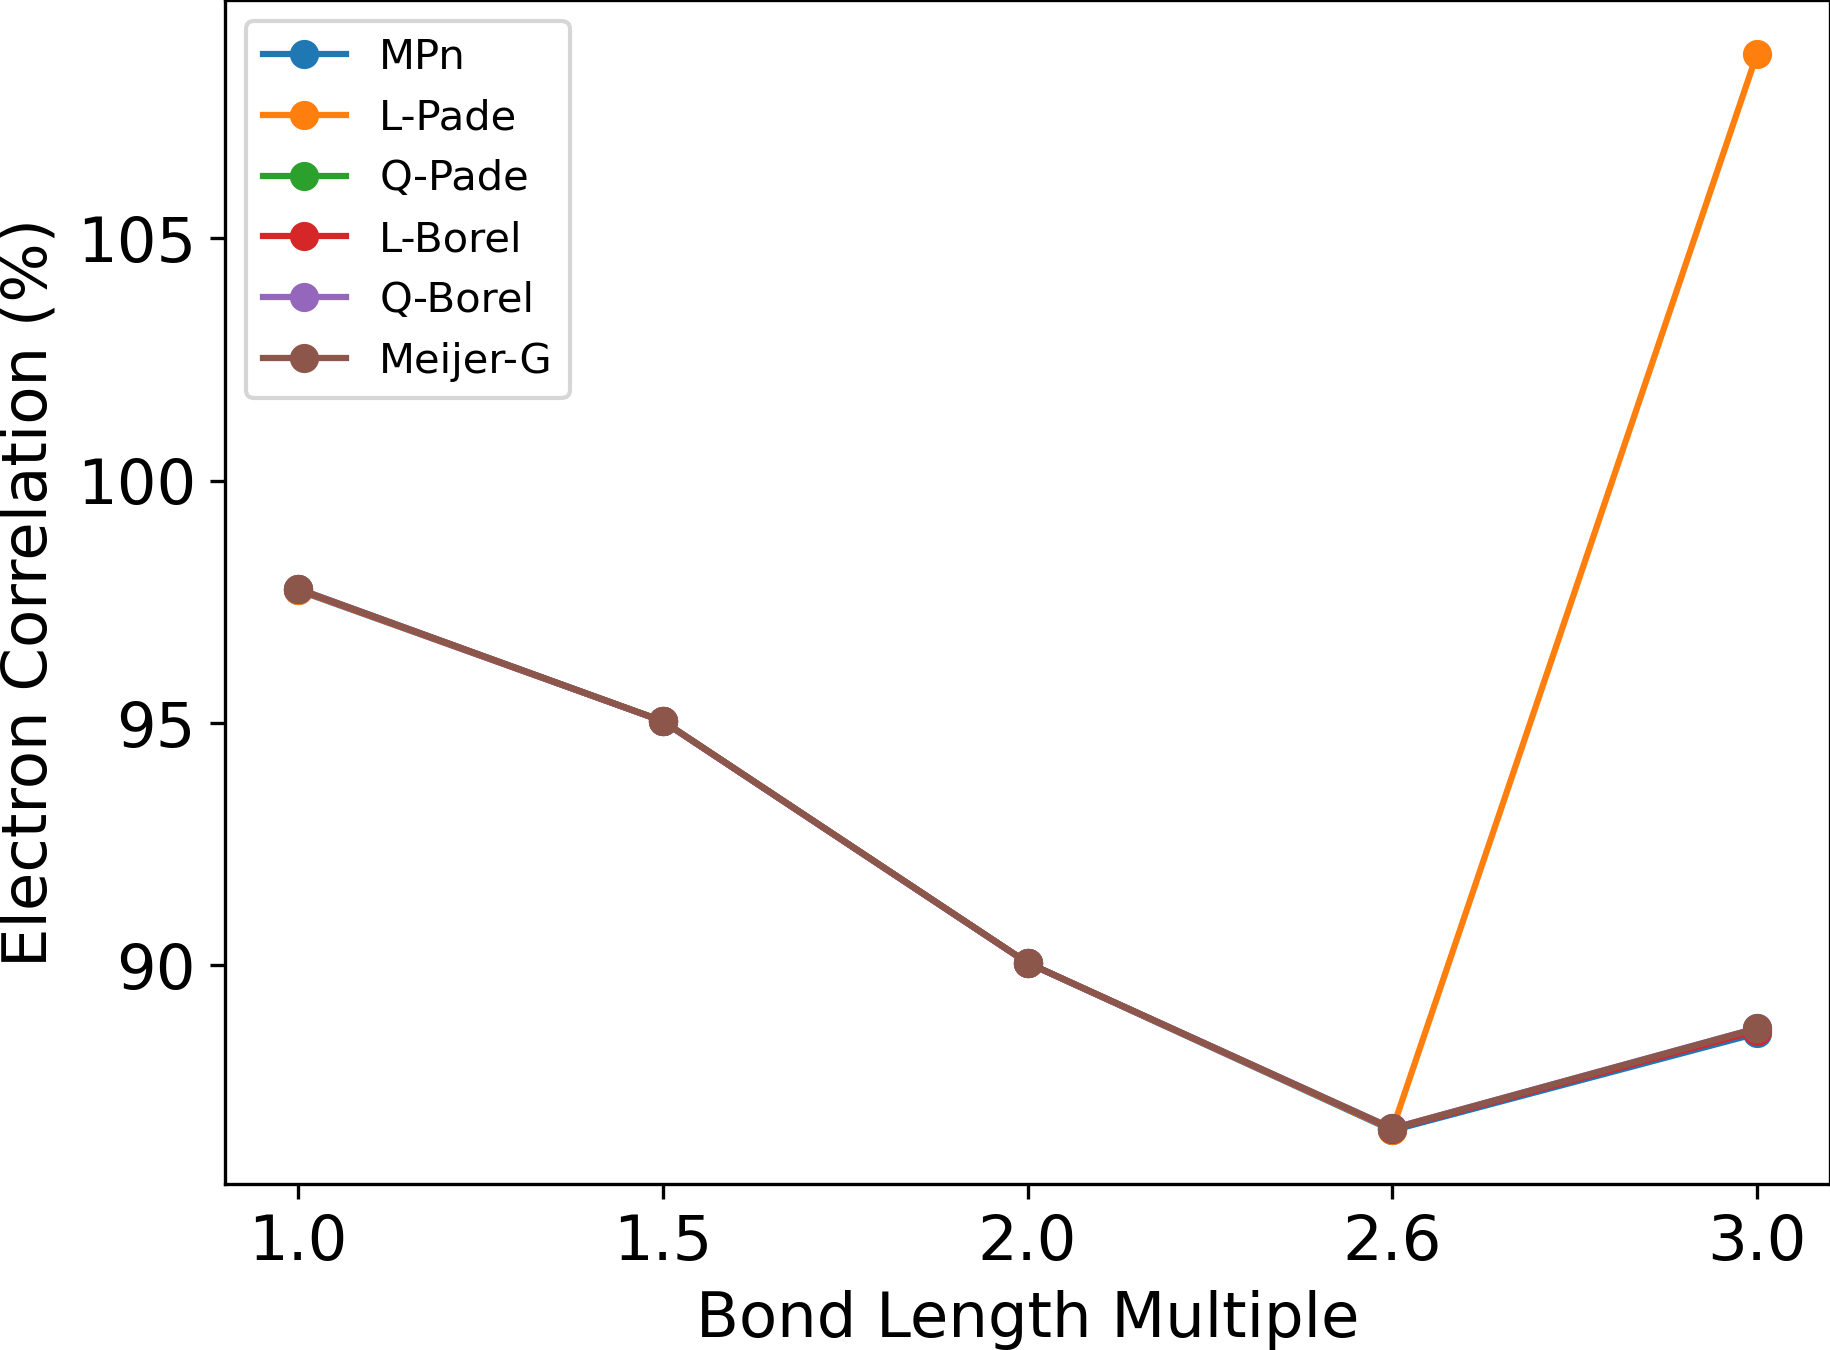 MPn
L-Pade
Q-Pade
L-Borel
Q-Borel
Meijer-G
Electron Correlation (%)
105
100
95
90
1.0 1.5 2.0 2.6 3.0
Bond Length Multiple